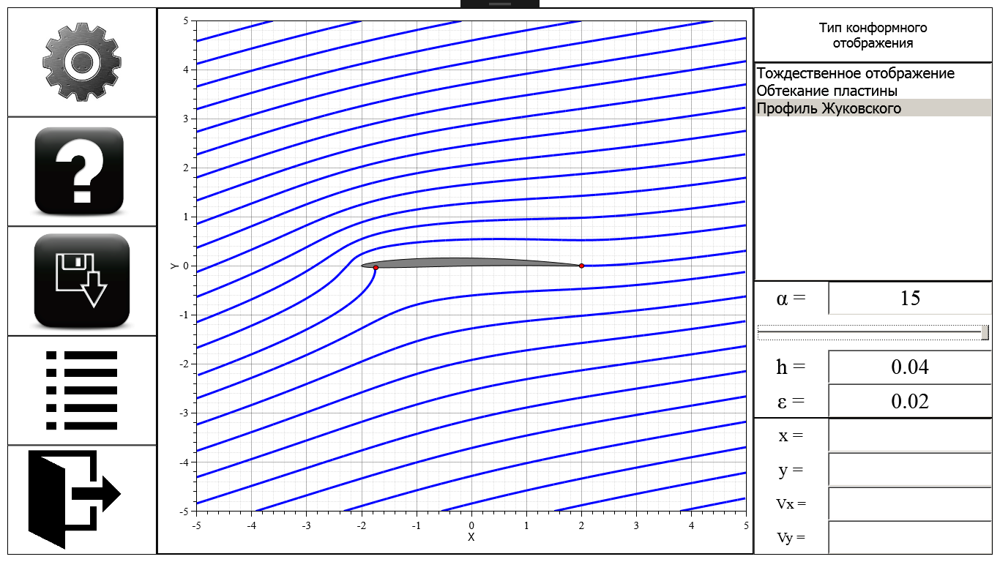 Тип конформного
отображения
Тождественное отображение
Обтекание пластины
Профиль Жуковского
α =
15
h =
0.04
ε =
0.02
x =
y =
Vx =
Vy =
5
4
3
2
1
0
-1
-2
-3
-4
-5
Y
-5 -4 -3 -2 -1 0 1 2 3 4 5
X